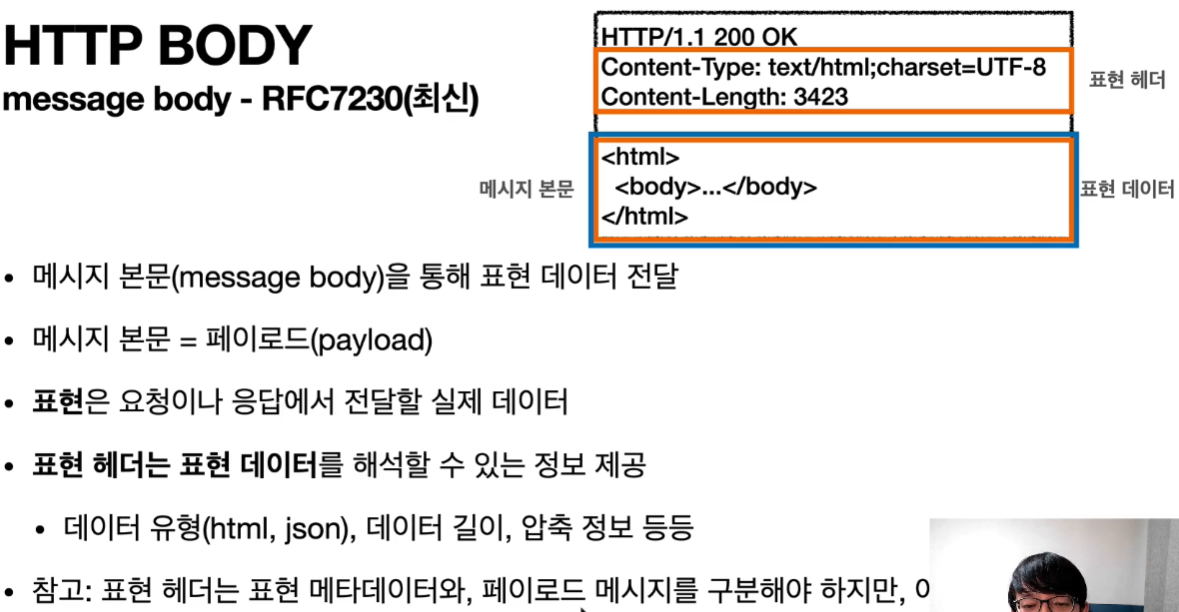 HTTP BODY
message body - RFC7230(최신)
HTTP/1.1 200 OK
Content-Type: text/html;charset=UTF-8
Content-Length: 3423
표현 헤더
<html>
<body>...</body>
</html>
메시지 본문
표현 데이터
• 메시지 본문(message body)을 통해 표현 데이터 전달
• 메시지 본문 = 페이로드(payload)
• 표현은 요청이나 응답에서 전달할 실제 데이터
• 표현 헤더는 표현 데이터를 해석할 수 있는 정보 제공
• 데이터 유형(html, json), 데이터 길이, 압축 정보 등등
• 참고: 표현 헤더는 표현 메타데이터와, 페이로드 메시지를 구분해야 하지만,